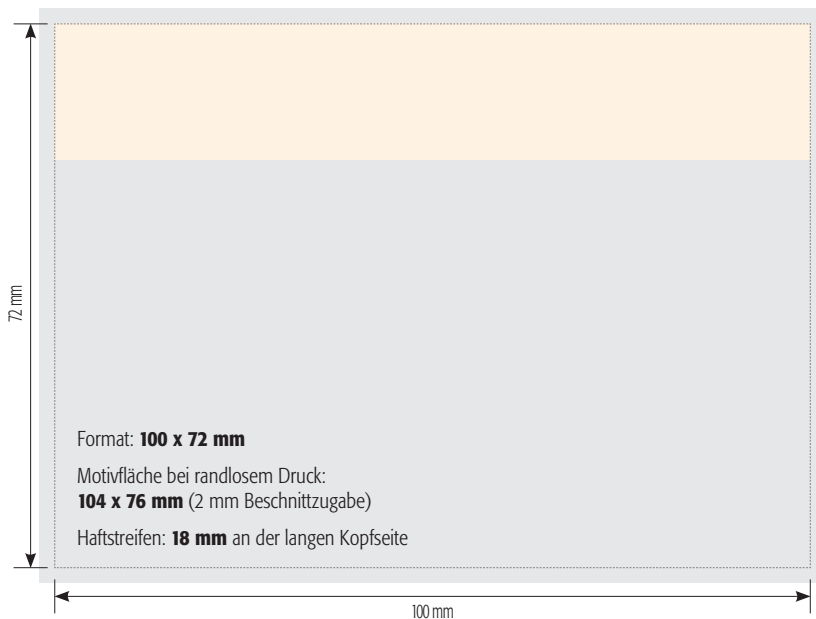 72 mm
Format: 100 x 72 mm
Motivfläche bei randlosem Druck:
104 x 76 mm (2 mm Beschnittzugabe)
Haftstreifen: 18 mm an der langen Kopfseite
100 mm